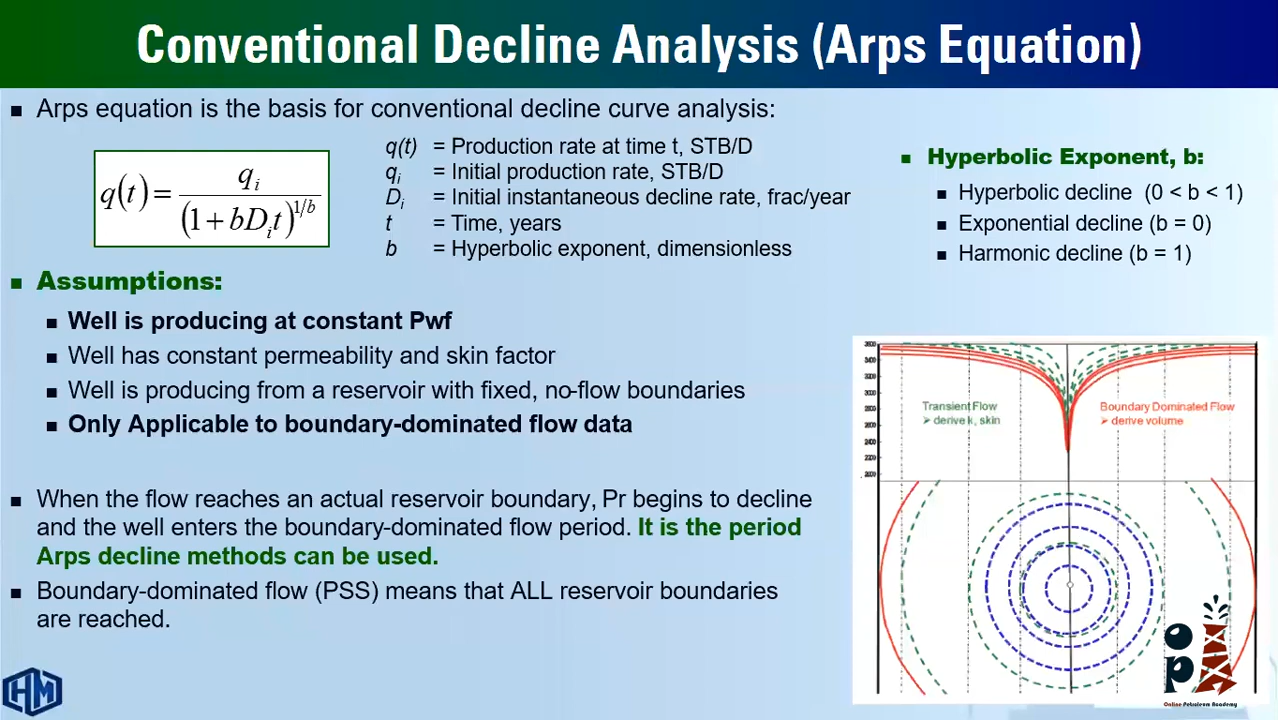 Conventional Decline Analysis (Arps Equation)
▪ Arps equation is the basis for conventional decline curve analysis:
q(t) = q_i / (1 + bD_i t)^{1/b}
q(t) = Production rate at time t, STB/D
q_i = Initial production rate, STB/D
D_i = Initial instantaneous decline rate, frac/year
t = Time, years
b = Hyperbolic exponent, dimensionless
▪ Hyperbolic Exponent, b:
▪ Hyperbolic decline (0 < b < 1)
▪ Exponential decline (b = 0)
▪ Harmonic decline (b = 1)
▪ Assumptions:
▪ Well is producing at constant Pwf
▪ Well has constant permeability and skin factor
▪ Well is producing from a reservoir with fixed, no-flow boundaries
▪ Only Applicable to boundary-dominated flow data
▪ When the flow reaches an actual reservoir boundary, Pr begins to decline
and the well enters the boundary-dominated flow period. It is the period
Arps decline methods can be used.
▪ Boundary-dominated flow (PSS) means that ALL reservoir boundaries
are reached.
Transient Flow
➢ derive k, skin
Boundary Dominated Flow
➢ derive volume
HM
op
Online Petroleum Academy